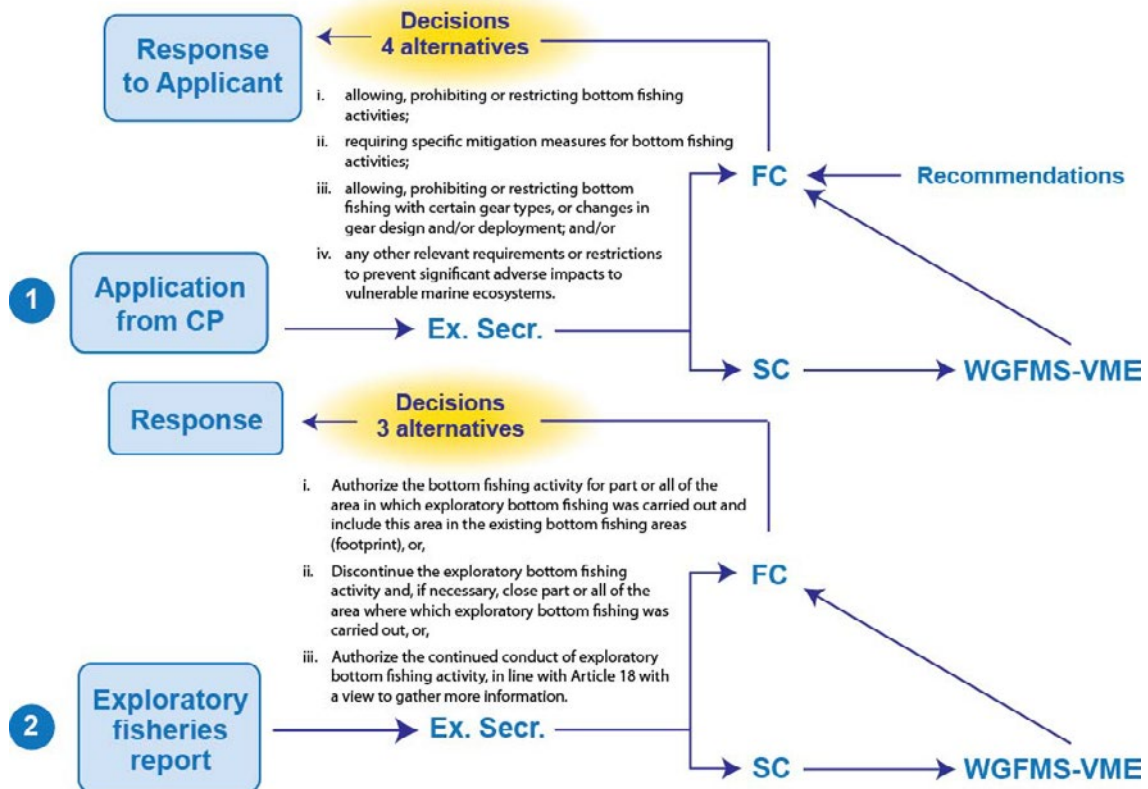 Response
to Applicant
Decisions
4 alternatives
i. allowing, prohibiting or restricting bottom fishing
activities;
ii. requiring specific mitigation measures for bottom fishing
activities;
iii. allowing, prohibiting or restricting bottom
fishing with certain gear types, or changes in
gear design and/or deployment; and/or
iv. any other relevant requirements or restrictions
to prevent significant adverse impacts to
vulnerable marine ecosystems.
FC
Recommendations
1
Application
from CP
Ex. Secr.
SC
WGFMS-VME
Response
Decisions
3 alternatives
i. Authorize the bottom fishing activity for part or all of the
area in which exploratory bottom fishing was carried out and
include this area in the existing bottom fishing areas
(footprint), or,
ii. Discontinue the exploratory bottom fishing
activity and, if necessary, close part or all of the
area where which exploratory bottom fishing was
carried out, or,
iii. Authorize the continued conduct of exploratory
bottom fishing activity, in line with Article 18 with
a view to gather more information.
FC
2
Exploratory
fisheries
report
Ex. Secr.
SC
WGFMS-VME